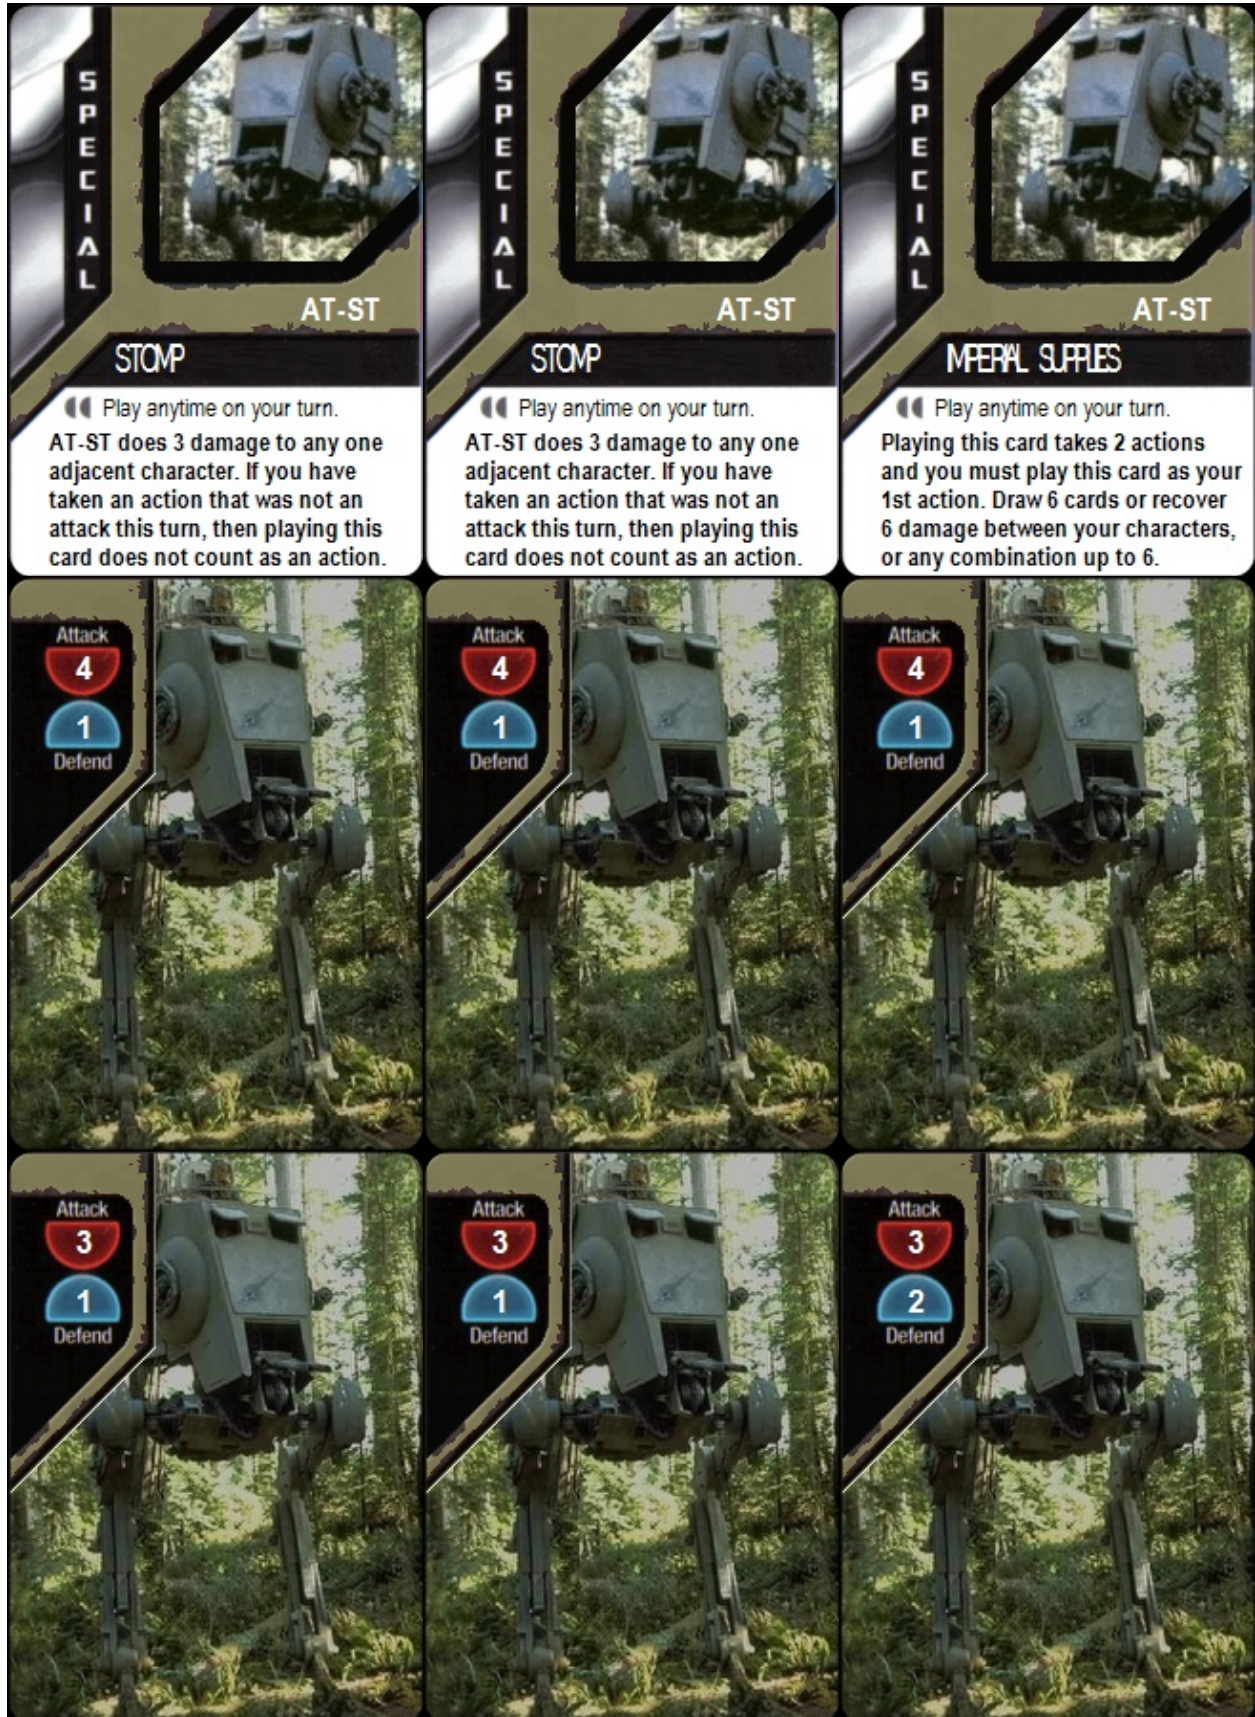 SPECIAL
AT-ST
STOMP
Play anytime on your turn.
AT-ST does 3 damage to any one
adjacent character. If you have
taken an action that was not an
attack this turn, then playing this
card does not count as an action.
SPECIAL
AT-ST
STOMP
Play anytime on your turn.
AT-ST does 3 damage to any one
adjacent character. If you have
taken an action that was not an
attack this turn, then playing this
card does not count as an action.
SPECIAL
AT-ST
IMPERIAL SUPPLIES
Play anytime on your turn.
Playing this card takes 2 actions
and you must play this card as your
1st action. Draw 6 cards or recover
6 damage between your characters,
or any combination up to 6.
Attack
4
1
Defend
Attack
4
1
Defend
Attack
4
1
Defend
Attack
3
1
Defend
Attack
3
1
Defend
Attack
3
2
Defend